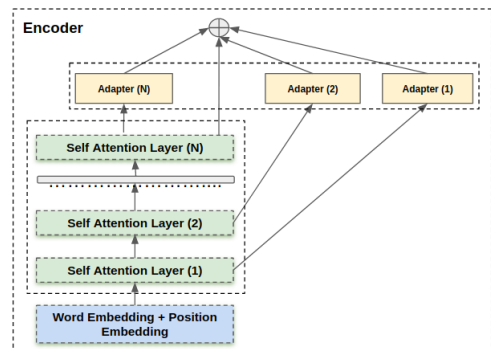 Encoder
Adapter (N)
Adapter (2)
Adapter (1)
Self Attention Layer (N)
Self Attention Layer (2)
Self Attention Layer (1)
Word Embedding + Position
Embedding